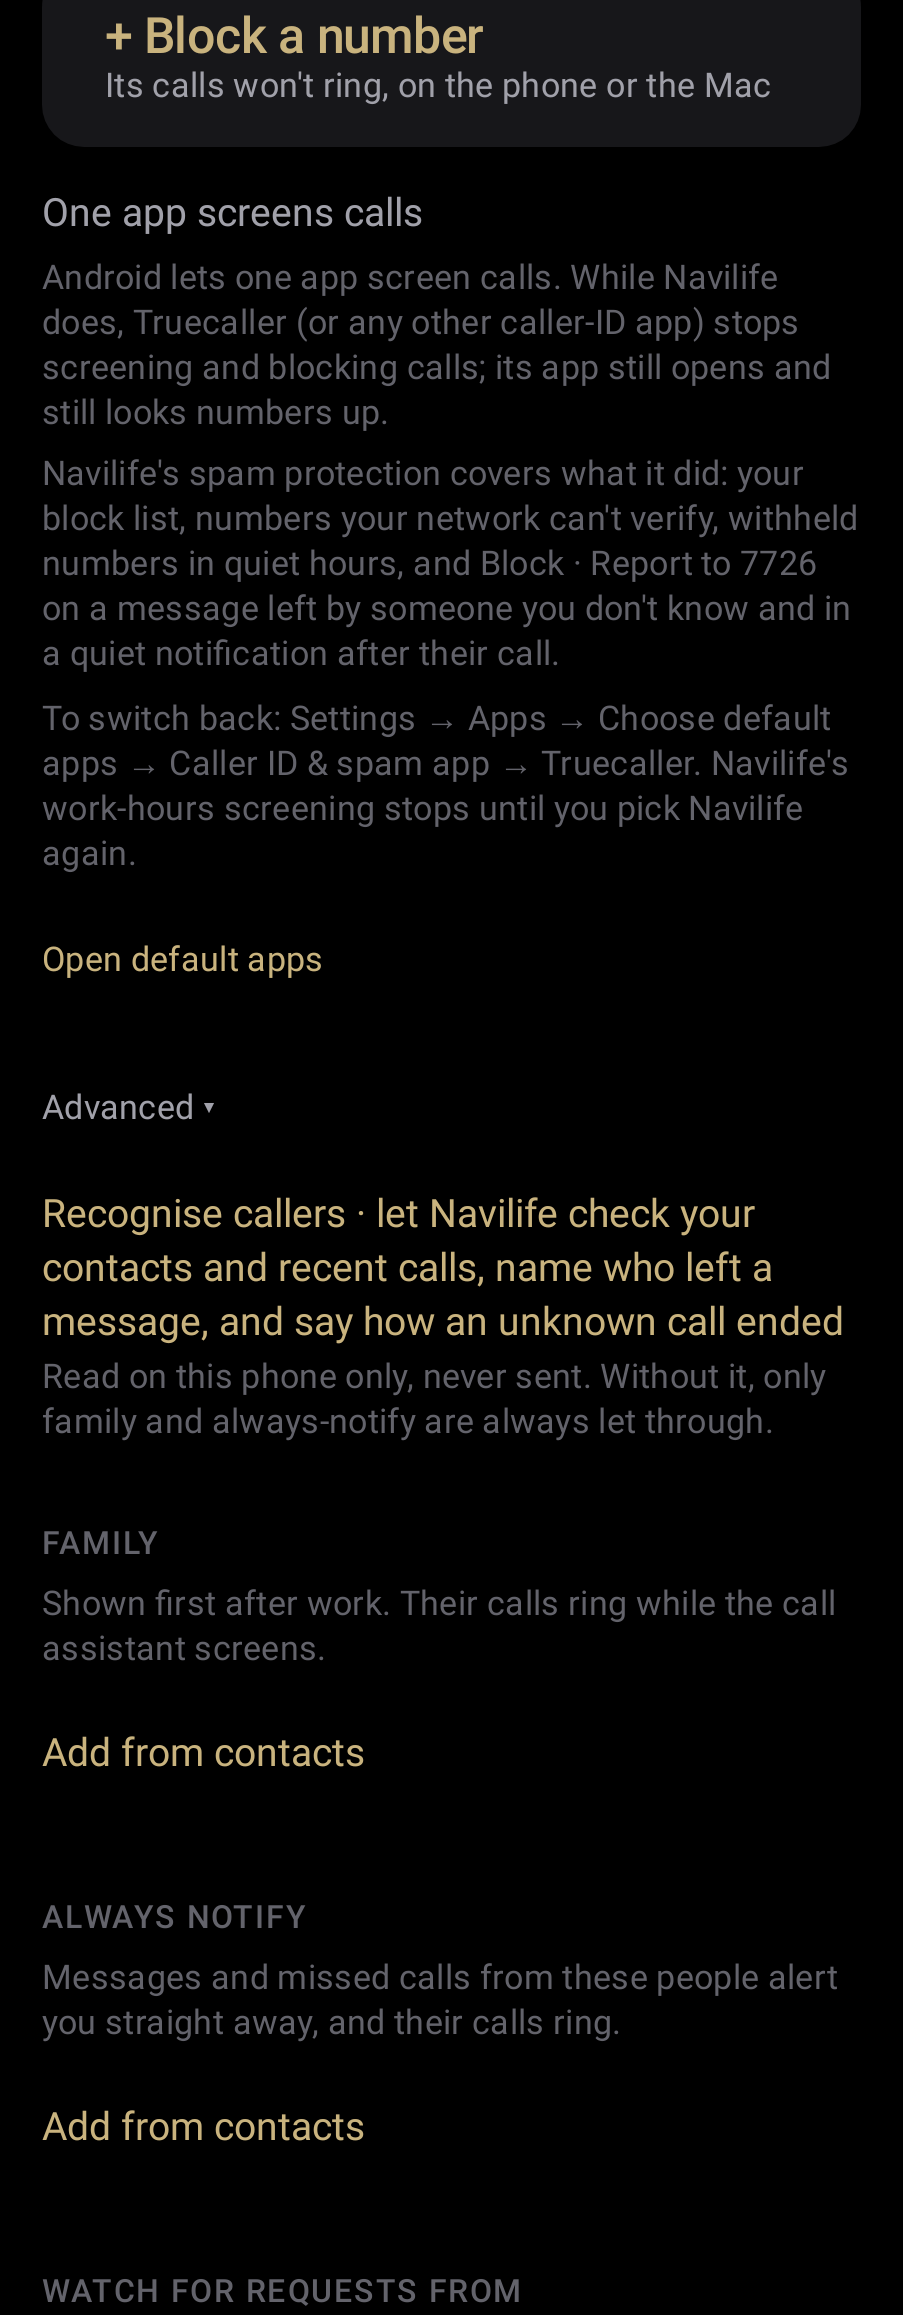 + Block a number
Its calls won't ring, on the phone or the Mac
One app screens calls
Android lets one app screen calls. While Navilife
does, Truecaller (or any other caller-ID app) stops
screening and blocking calls; its app still opens and
still looks numbers up.
Navilife's spam protection covers what it did: your
block list, numbers your network can't verify, withheld
numbers in quiet hours, and Block · Report to 7726
on a message left by someone you don't know and in
a quiet notification after their call.
To switch back: Settings → Apps → Choose default
apps → Caller ID & spam app → Truecaller. Navilife's
work-hours screening stops until you pick Navilife
again.
Open default apps
Advanced ▾
Recognise callers · let Navilife check your
contacts and recent calls, name who left a
message, and say how an unknown call ended
Read on this phone only, never sent. Without it, only
family and always-notify are always let through.
FAMILY
Shown first after work. Their calls ring while the call
assistant screens.
Add from contacts
ALWAYS NOTIFY
Messages and missed calls from these people alert
you straight away, and their calls ring.
Add from contacts
WATCH FOR REQUESTS FROM